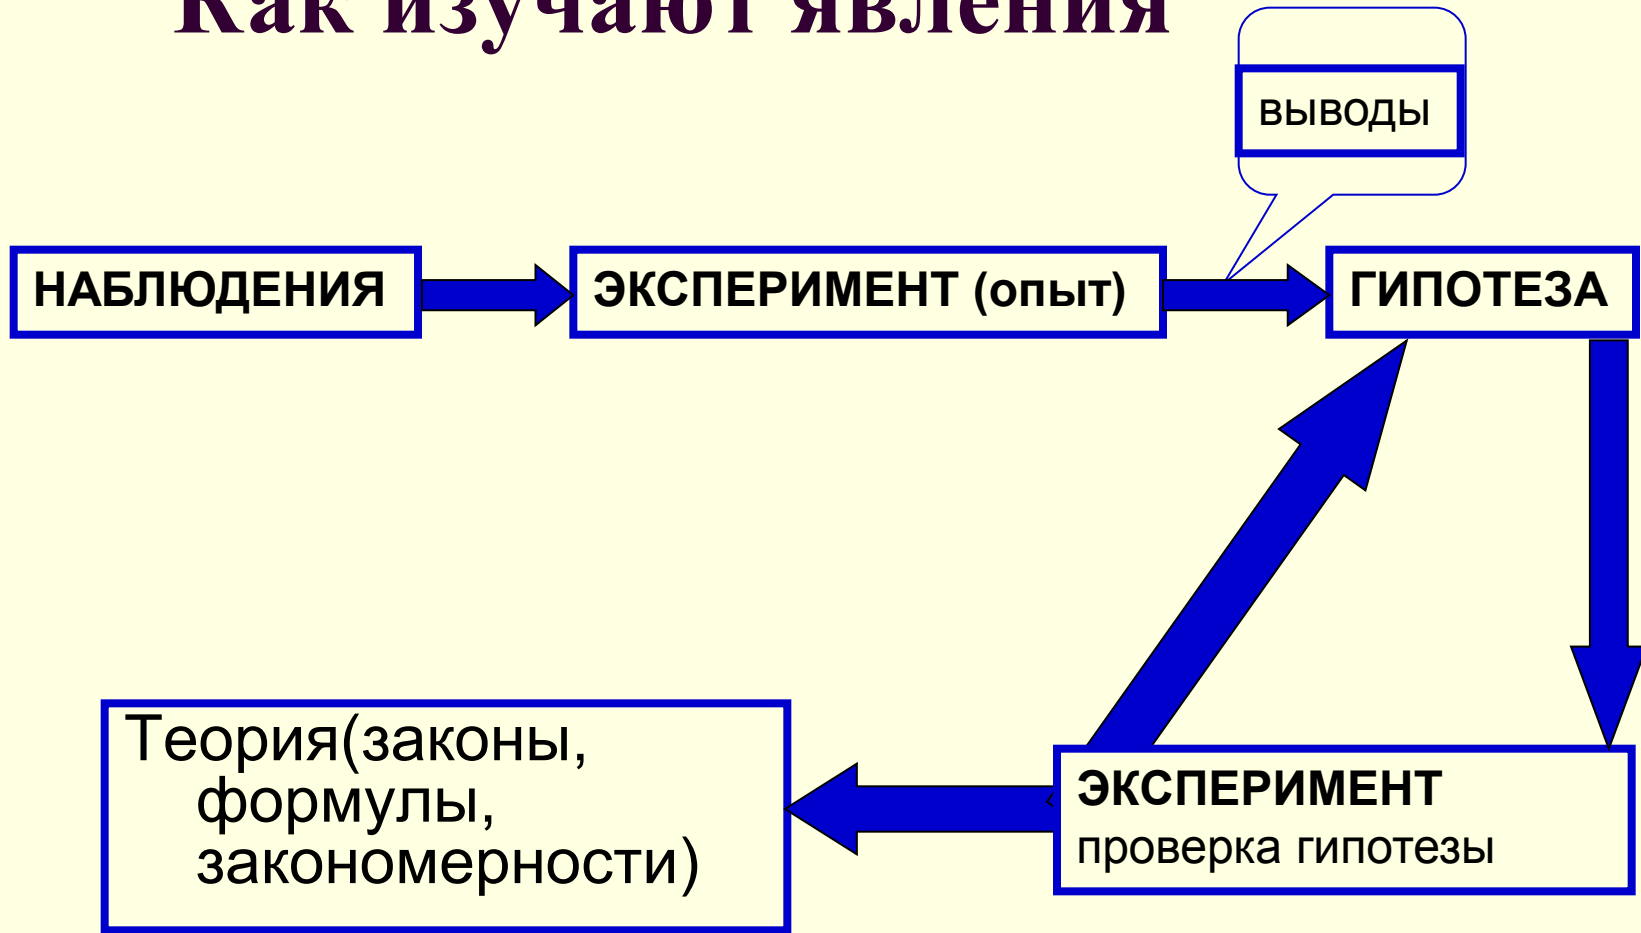 Как изучают явления
выводы
НАБЛЮДЕНИЯ
ЭКСПЕРИМЕНТ (опыт)
ГИПОТЕЗА
Теория(законы,
формулы,
закономерности)
ЭКСПЕРИМЕНТ
проверка гипотезы